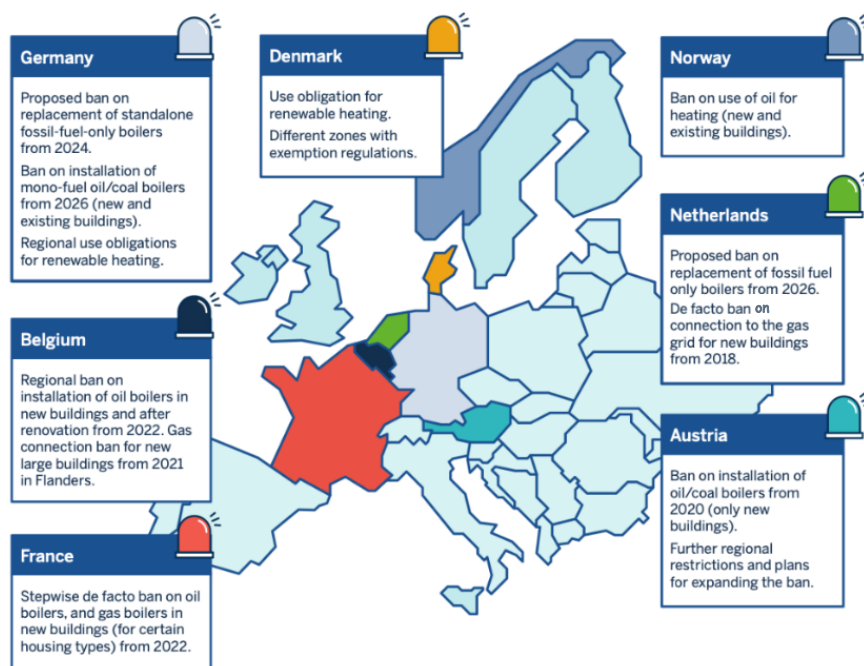 Germany
Proposed ban on
replacement of standalone
fossil-fuel-only boilers
from 2024.
Ban on installation of
mono-fuel oil/coal boilers
from 2026 (new and
existing buildings).
Regional use obligations
for renewable heating.
Denmark
Use obligation for
renewable heating.
Different zones with
exemption regulations.
Norway
Ban on use of oil for
heating (new and
existing buildings).
Netherlands
Proposed ban on
replacement of fossil fuel
only boilers from 2026.
De facto ban on
connection to the gas
grid for new buildings
from 2018.
Belgium
Regional ban on
installation of oil boilers in
new buildings and after
renovation from 2022. Gas
connection ban for new
large buildings from 2021
in Flanders.
Austria
Ban on installation of
oil/coal boilers from
2020 (only new
buildings).
Further regional
restrictions and plans
for expanding the ban.
France
Stepwise de facto ban on oil
boilers, and gas boilers in
new buildings (for certain
housing types) from 2022.